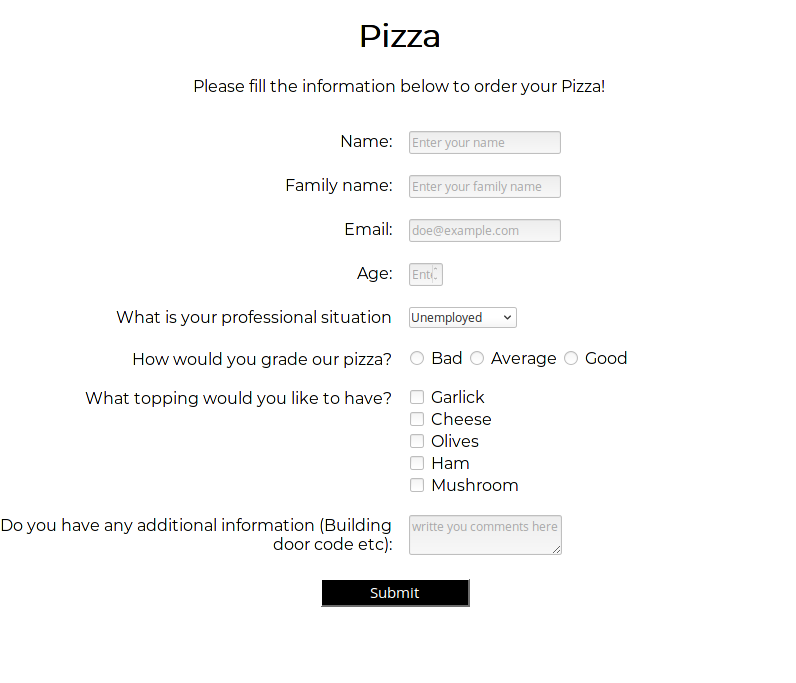 Pizza
Please fill the information below to order your Pizza!
Name: Enter your name
Family name: Enter your family name
Email: doe@example.com
Age: Ente
What is your professional situation Unemployed
How would you grade our pizza? Bad Average Good
What topping would you like to have? Garlick
Cheese
Olives
Ham
Mushroom
Do you have any additional information (Building writte you comments here
door code etc):
Submit